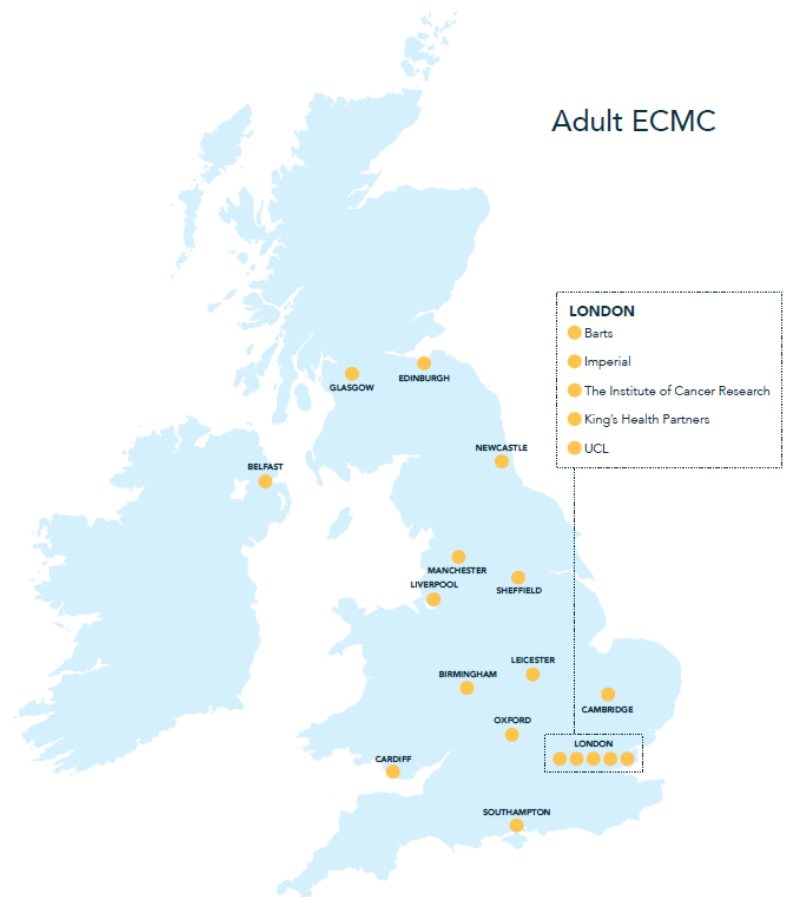 Adult ECMC
LONDON
Barts
Imperial
The Institute of Cancer Research
King's Health Partners
UCL
GLASGOW
EDINBURGH
NEWCASTLE
BELFAST
MANCHESTER
LIVERPOOL
SHEFFIELD
LEICESTER
BIRMINGHAM
CAMBRIDGE
OXFORD
LONDON
CARDIFF
SOUTHAMPTON